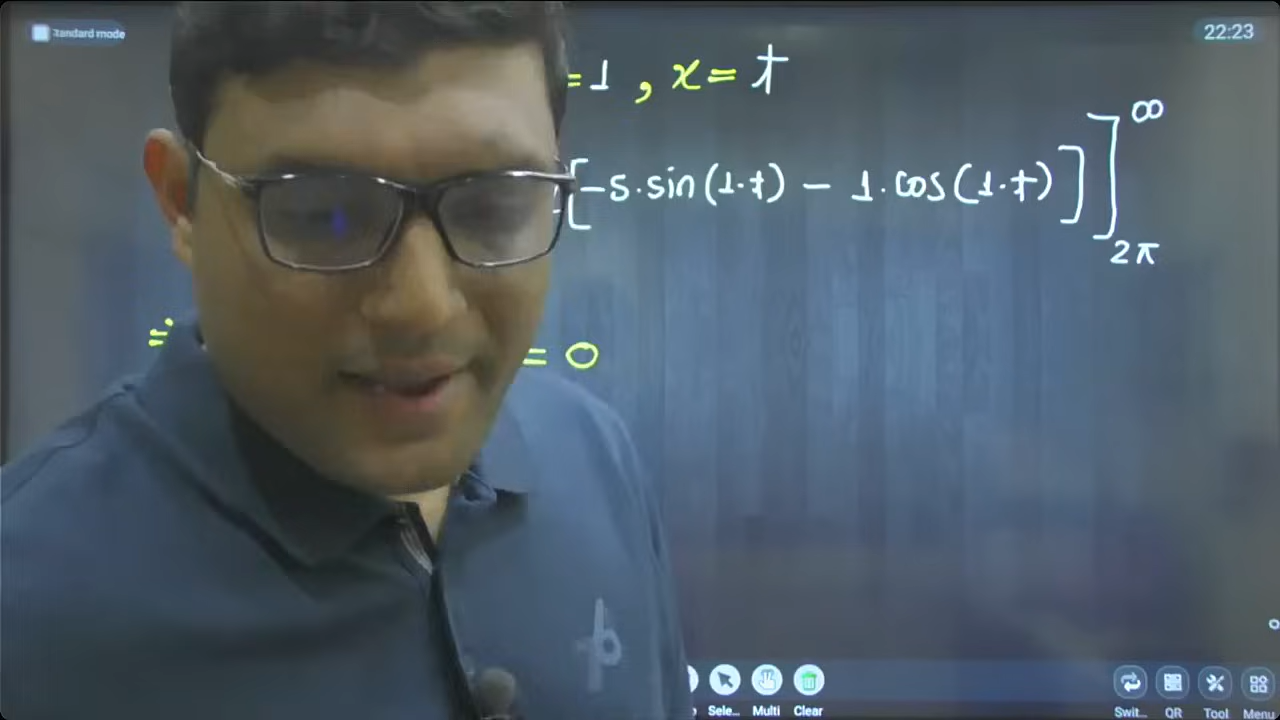 Standard mode
22:23
=1 , x = t
[-s.sin(1.t) - 1.cos(1.t)]]
∞
2π
= 0
Sele... Multi Clear
Swit... QR Tool Menu